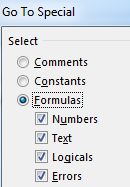 Go To Special
Select
Comments
Constants
Formulas
Numbers
Text
Logicals
Errors